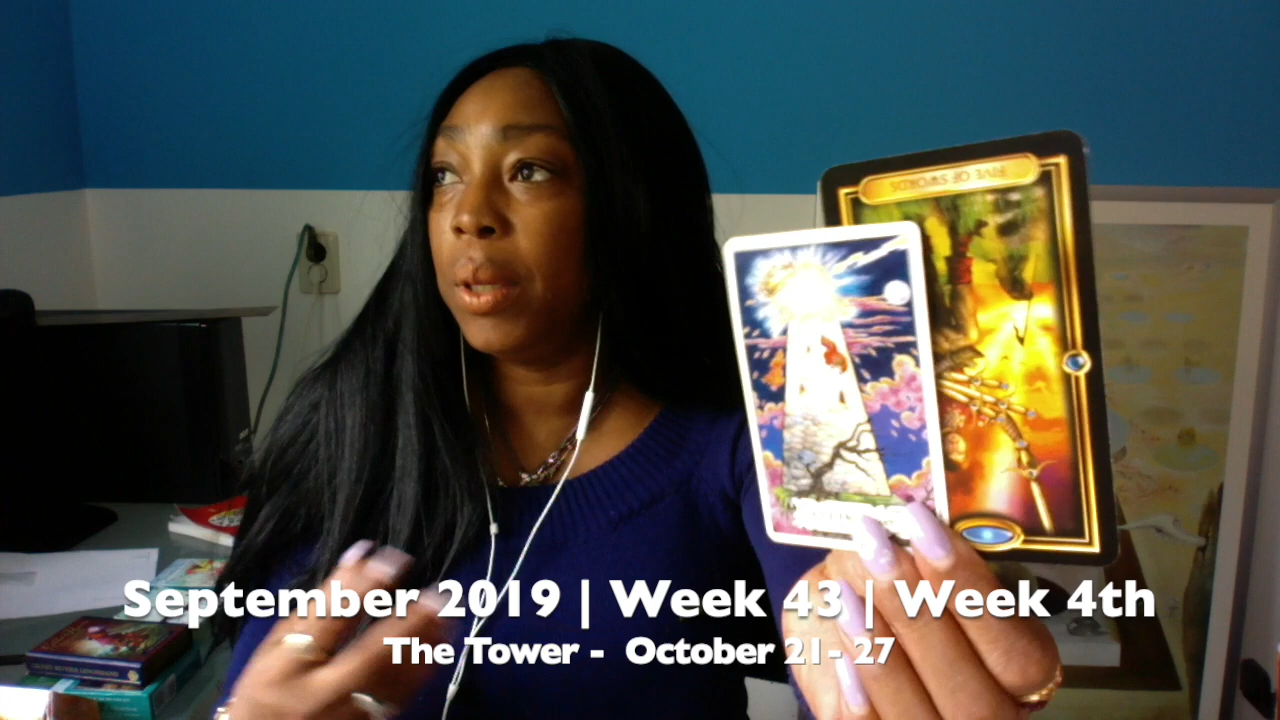 FIVE OF SWORDS
September 2019 | Week 43 | Week 4th
The Tower - October 21- 27